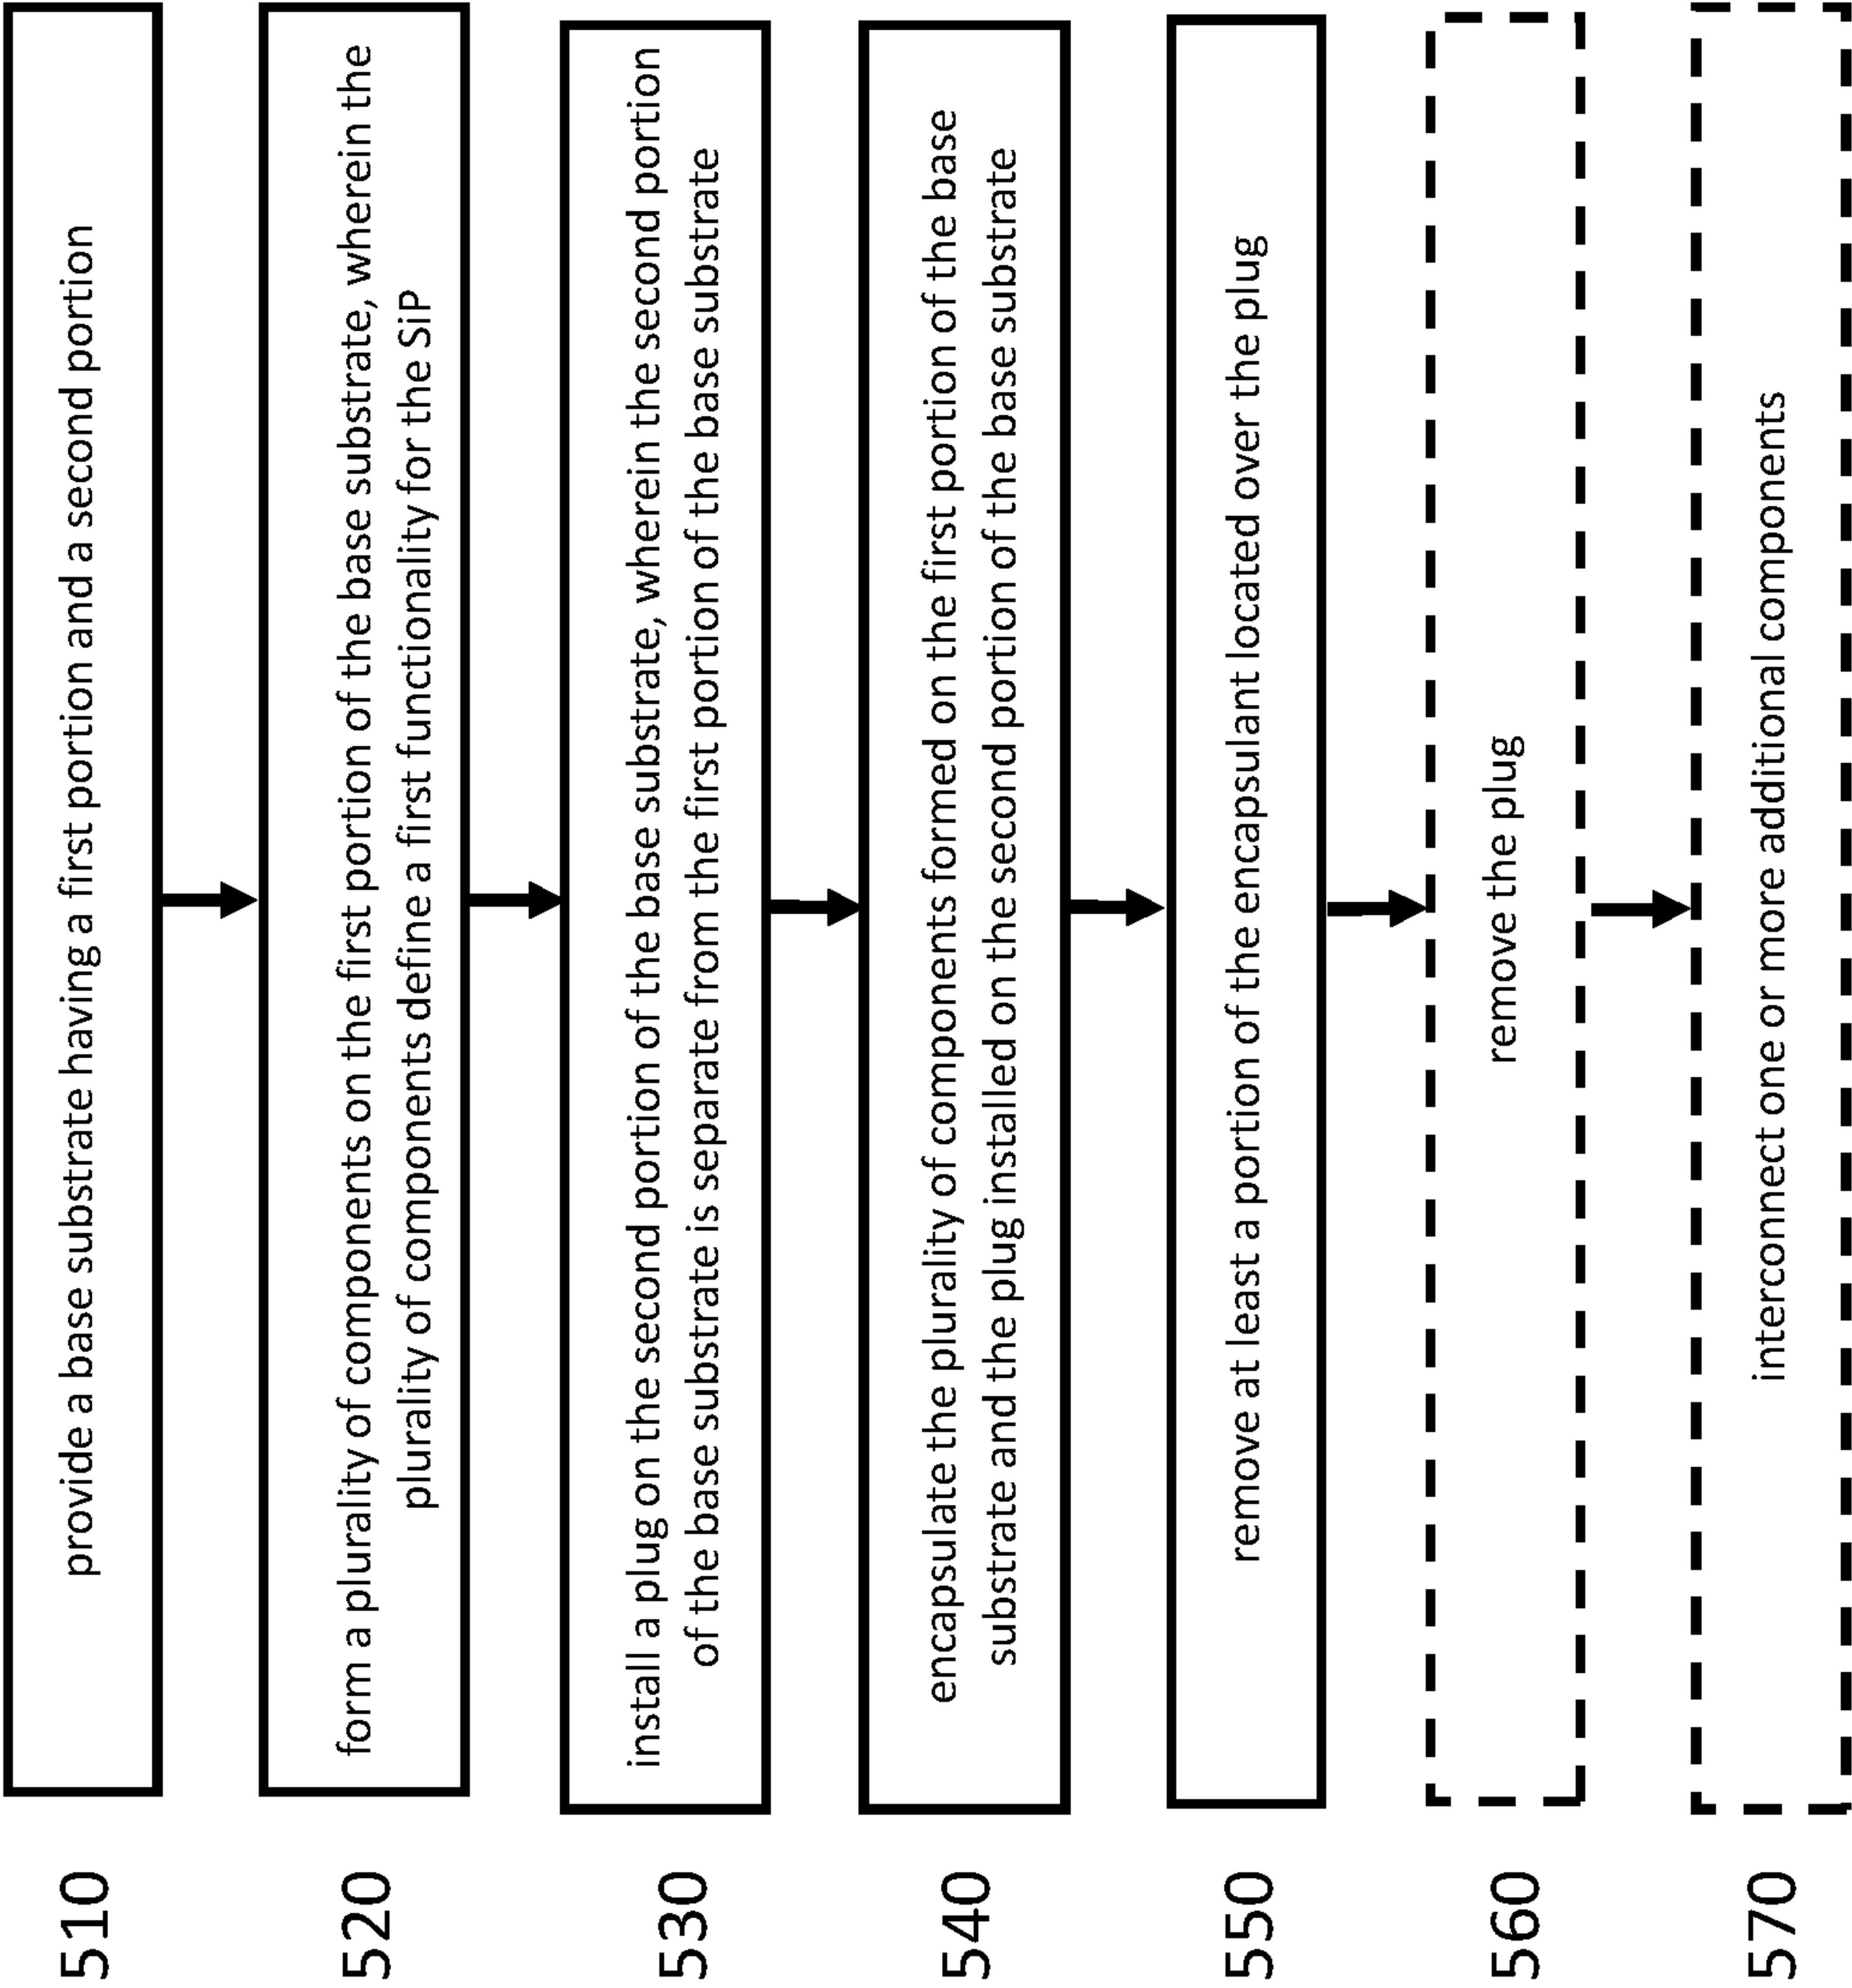 510
provide a base substrate having a first portion and a second portion
520
form a plurality of components on the first portion of the base substrate, wherein the
plurality of components define a first functionality for the SiP
530
install a plug on the second portion of the base substrate, wherein the second portion
of the base substrate is separate from the first portion of the base substrate
540
encapsulate the plurality of components formed on the first portion of the base
substrate and the plug installed on the second portion of the base substrate
550
remove at least a portion of the encapsulant located over the plug
560
remove the plug
570
interconnect one or more additional components